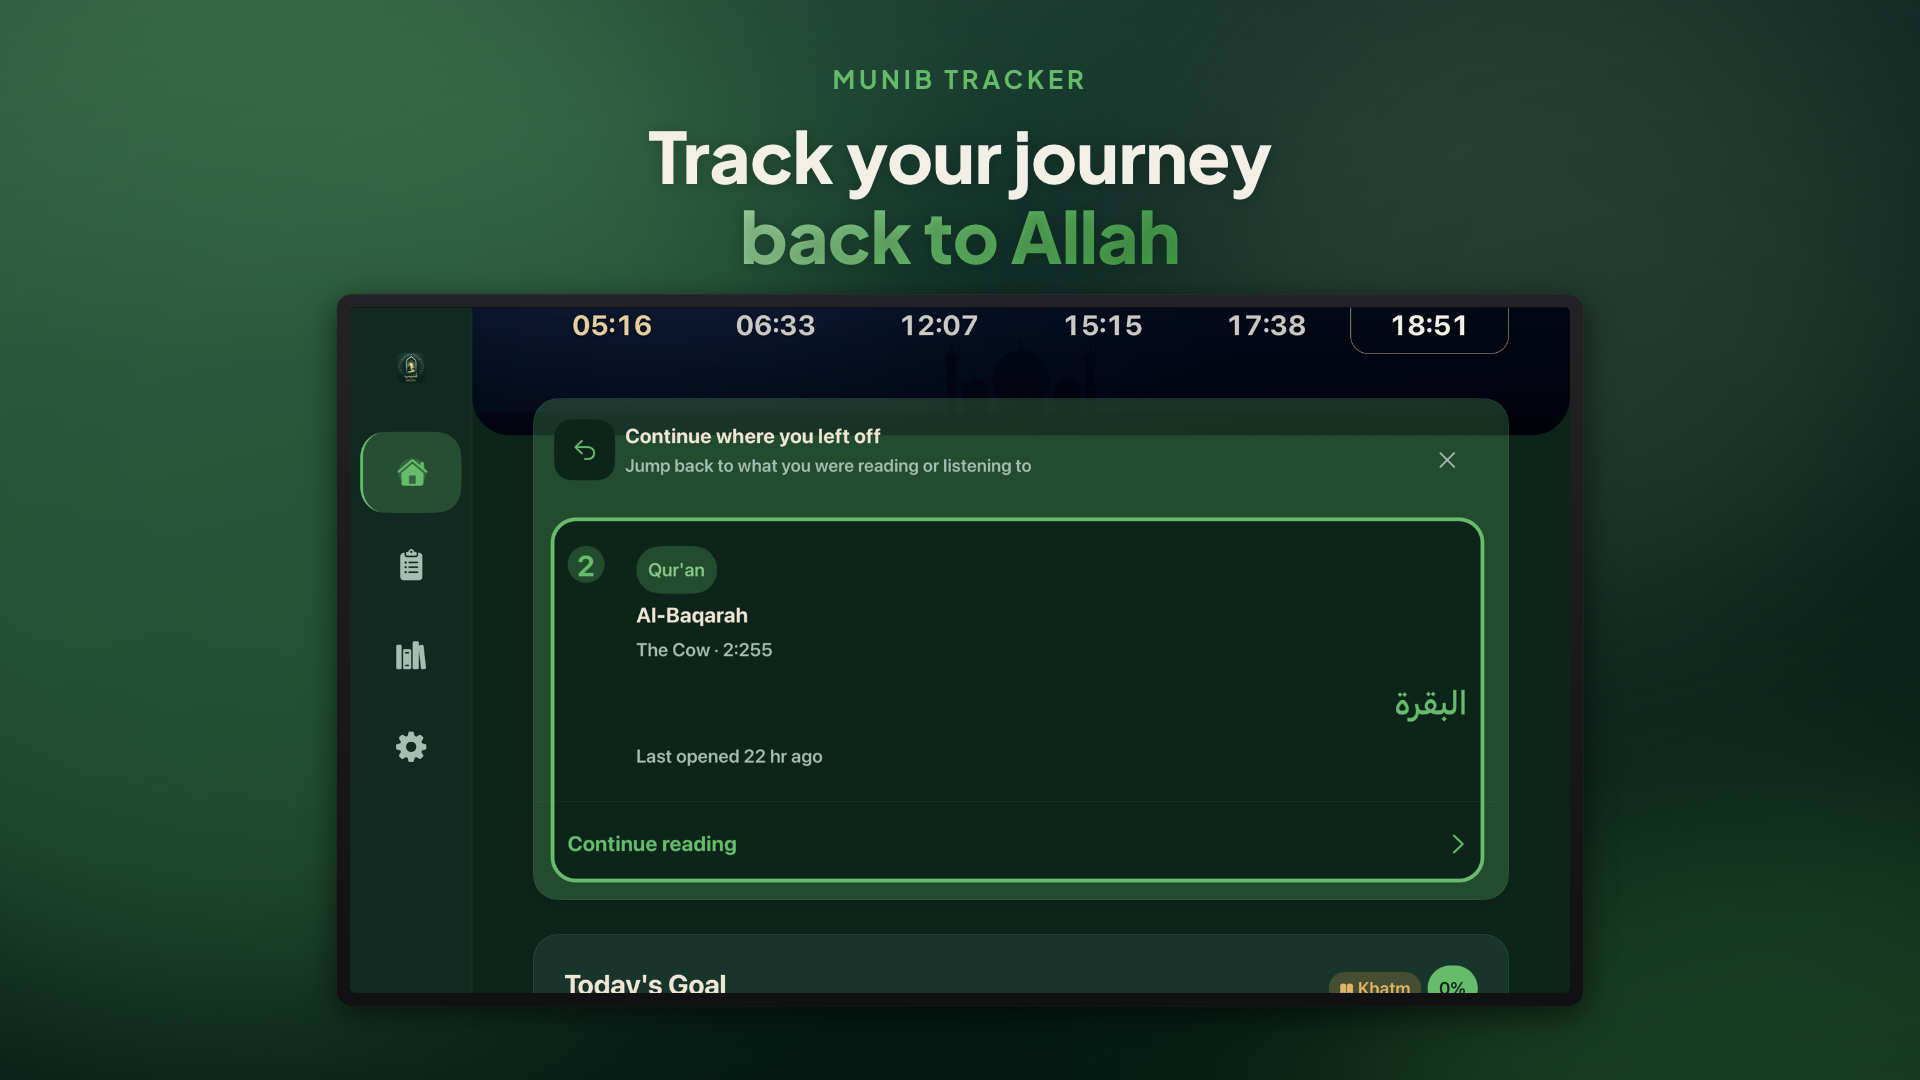 MUNIB TRACKER
Track your journey
back to Allah
05:16 06:33 12:07 15:15 17:38 18:51
Continue where you left off
Jump back to what you were reading or listening to
2 Qur'an
Al-Baqarah
The Cow · 2:255
البقرة
Last opened 22 hr ago
Continue reading
Today's Goal Khatm 0%